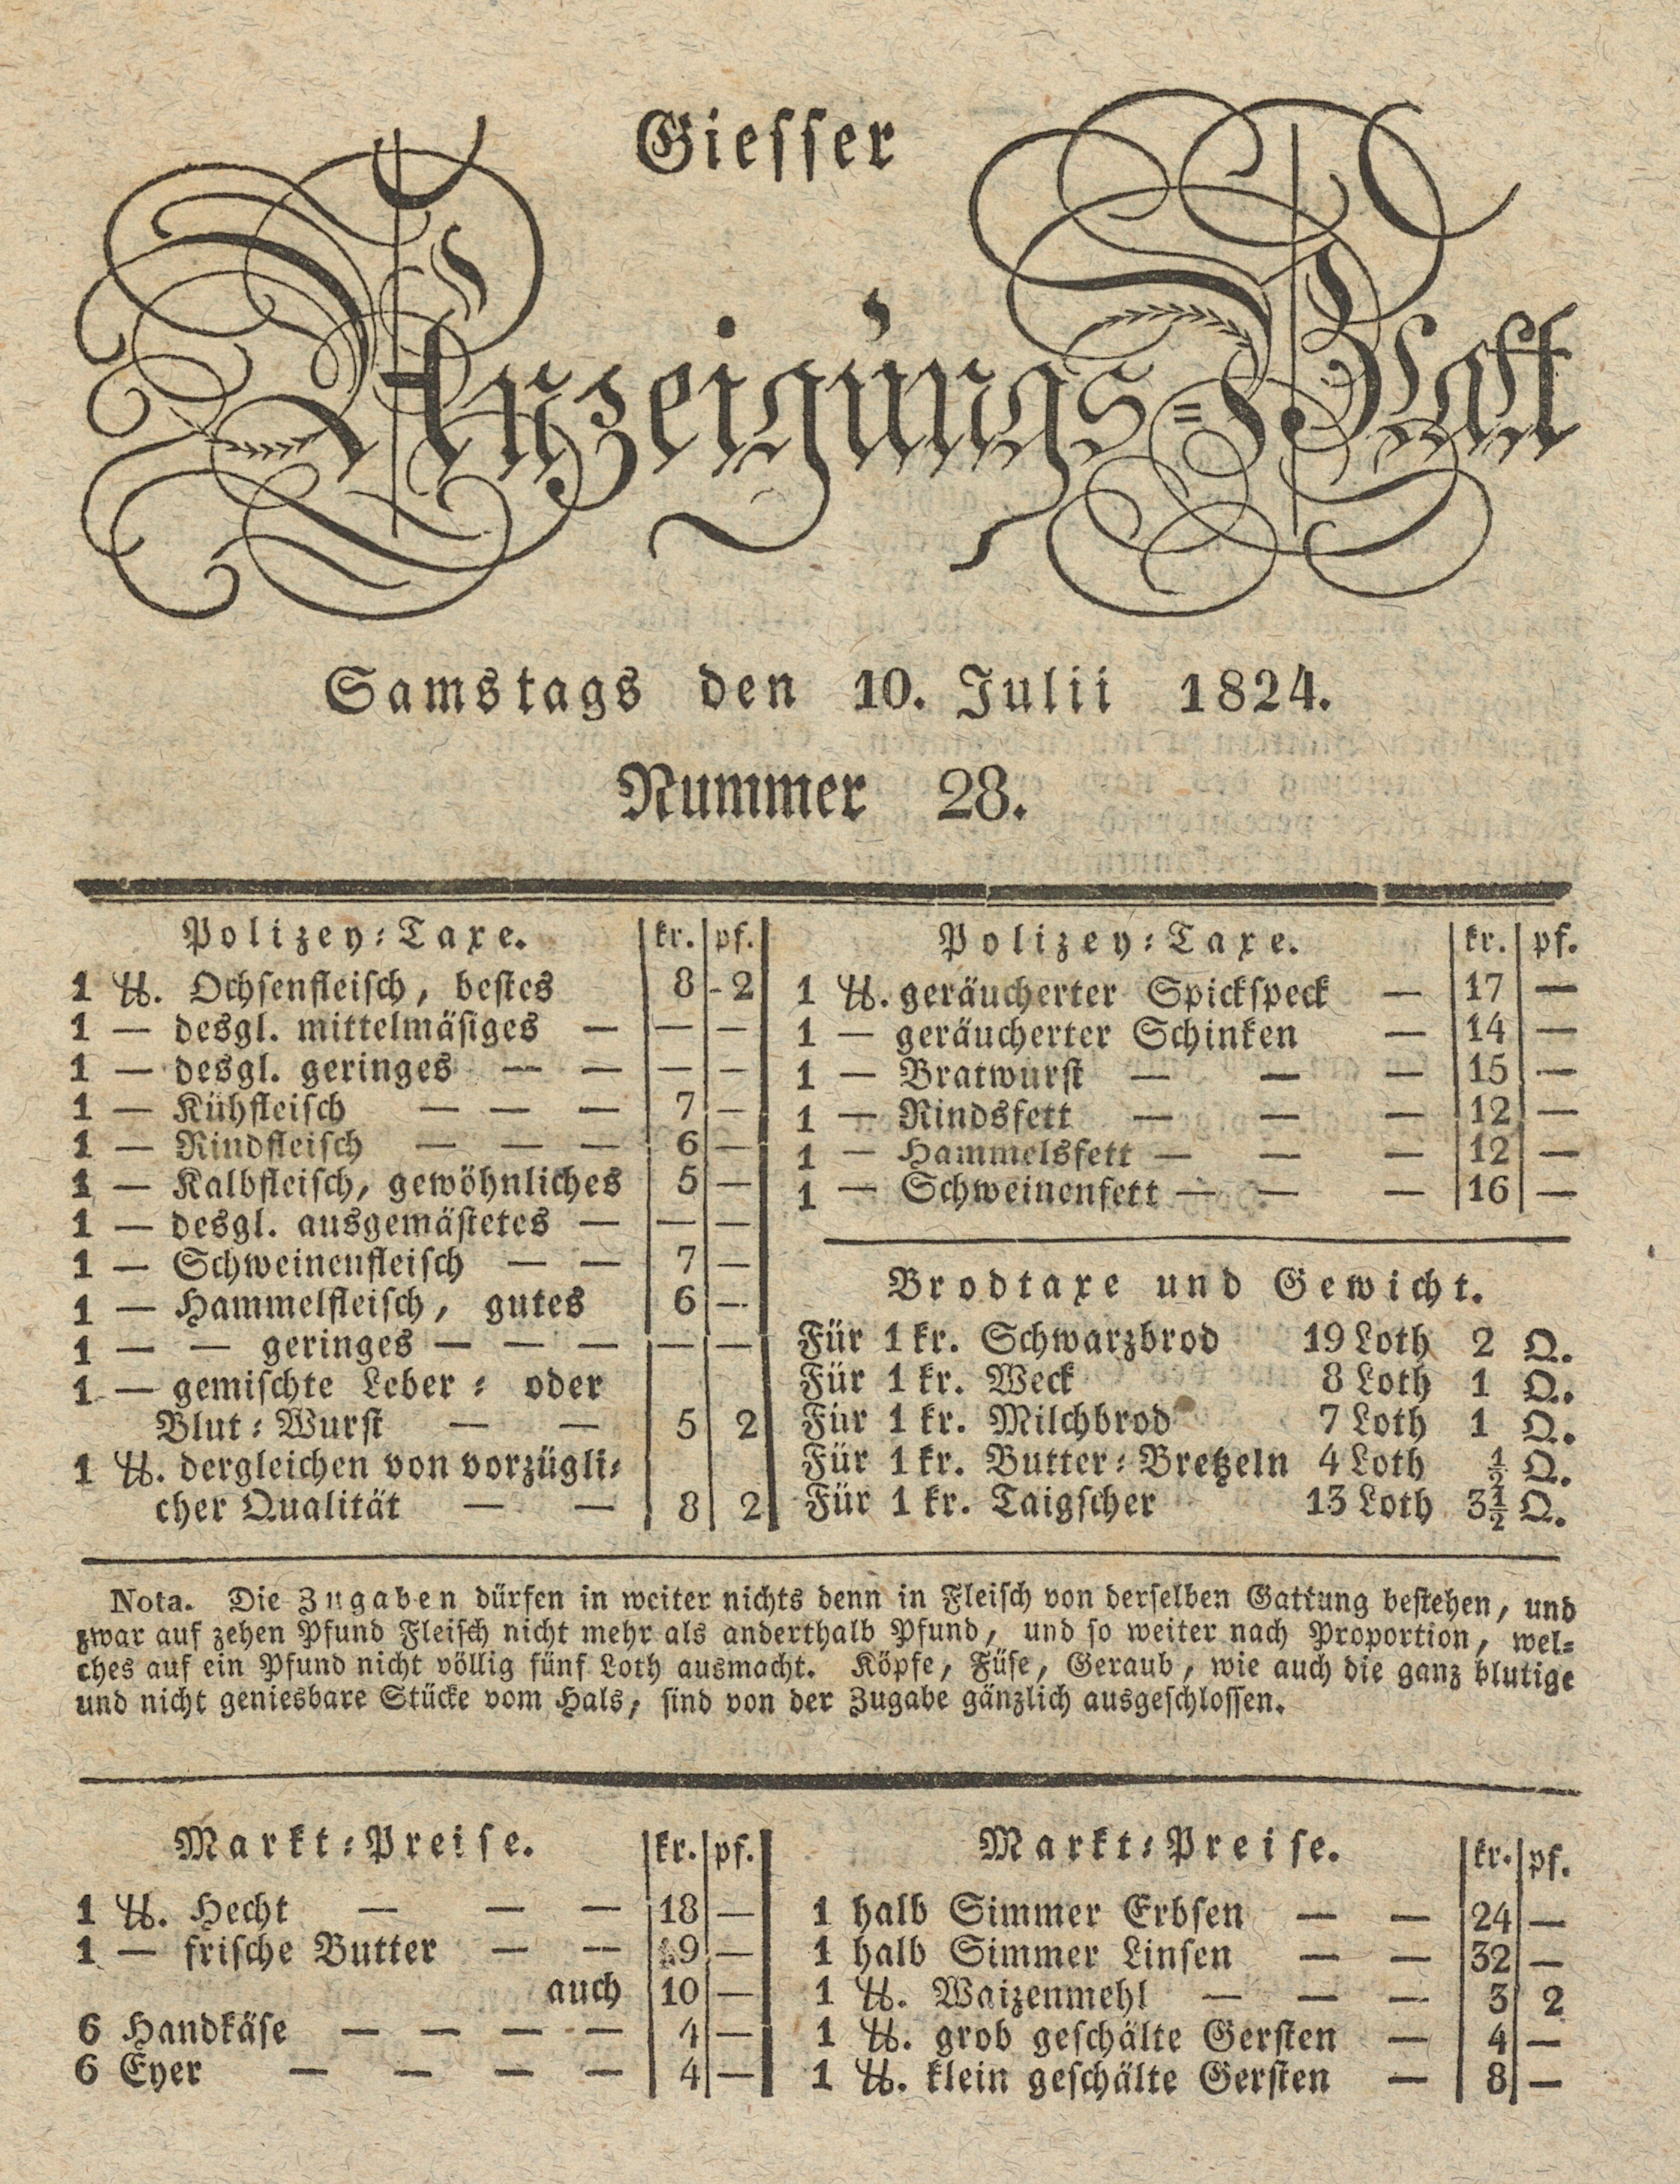 Giesser
Anzeigungs-Blatt
Samstags den 10. Julii 1824.
Nummer 28.
Polizey-Taxe. kr. pf.
1 ℔. Ochsenfleisch, bestes 8 - 2
1 — desgl. mittelmäsiges — — —
1 — desgl. geringes — — — —
1 — Kühfleisch — — — 7 —
1 — Rindfleisch — — — 6 —
1 — Kalbfleisch, gewöhnliches 5 —
1 — desgl. ausgemästetes — — —
1 — Schweinenfleisch — — 7 —
1 — Hammelfleisch, gutes 6 —
1 — — geringes — — — — —
1 — gemischte Leber- oder
Blut-Wurst — — 5 2
1 ℔. dergleichen von vorzügli-
cher Qualität — — 8 2
Polizey-Taxe. kr. pf.
1 ℔. geräucherter Spickspeck — 17 —
1 — geräucherter Schinken — 14 —
1 — Bratwurst — — — 15 —
1 — Rindsfett — — — 12 —
1 — Hammelsfett — — — 12 —
1 — Schweinenfett — — — 16 —
Brodtaxe und Gewicht.
Für 1 kr. Schwarzbrod 19 Loth 2 Q.
Für 1 kr. Weck 8 Loth 1 Q.
Für 1 kr. Milchbrod 7 Loth 1 Q.
Für 1 kr. Butter-Bretzeln 4 Loth ½ Q.
Für 1 kr. Taigscher 13 Loth 3½ Q.
Nota. Die Zugaben dürfen in weiter nichts denn in Fleisch von derselben Gattung bestehen, und
zwar auf zehen Pfund Fleisch nicht mehr als anderthalb Pfund, und so weiter nach Proportion, wel-
ches auf ein Pfund nicht völlig fünf Loth ausmacht. Köpfe, Füse, Geraub, wie auch die ganz blutige
und nicht geniesbare Stücke vom Hals, sind von der Zugabe gänzlich ausgeschlossen.
Markt-Preise. kr. pf.
1 ℔. Hecht — — — 18 —
1 — frische Butter — — 9 —
auch 10 —
6 Handkäse — — — — 4 —
6 Eyer — — — — 4 —
Markt-Preise. kr. pf.
1 halb Simmer Erbsen — — 24 —
1 halb Simmer Linsen — — 32 —
1 ℔. Waizenmehl — — — 3 2
1 ℔. grob geschälte Gersten — 4 —
1 ℔. klein geschälte Gersten — 8 —